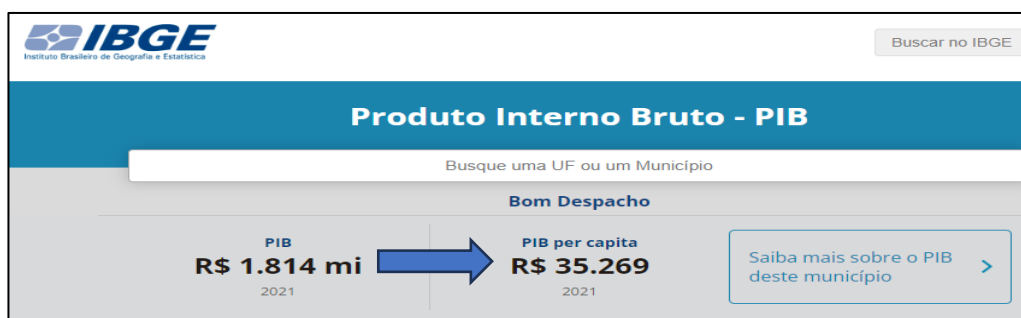 IBGE
Instituto Brasileiro de Geografia e Estatística
Buscar no IBGE
Produto Interno Bruto - PIB
Busque uma UF ou um Município
Bom Despacho
PIB
R$ 1.814 mi
2021
PIB per capita
R$ 35.269
2021
Saiba mais sobre o PIB
deste município